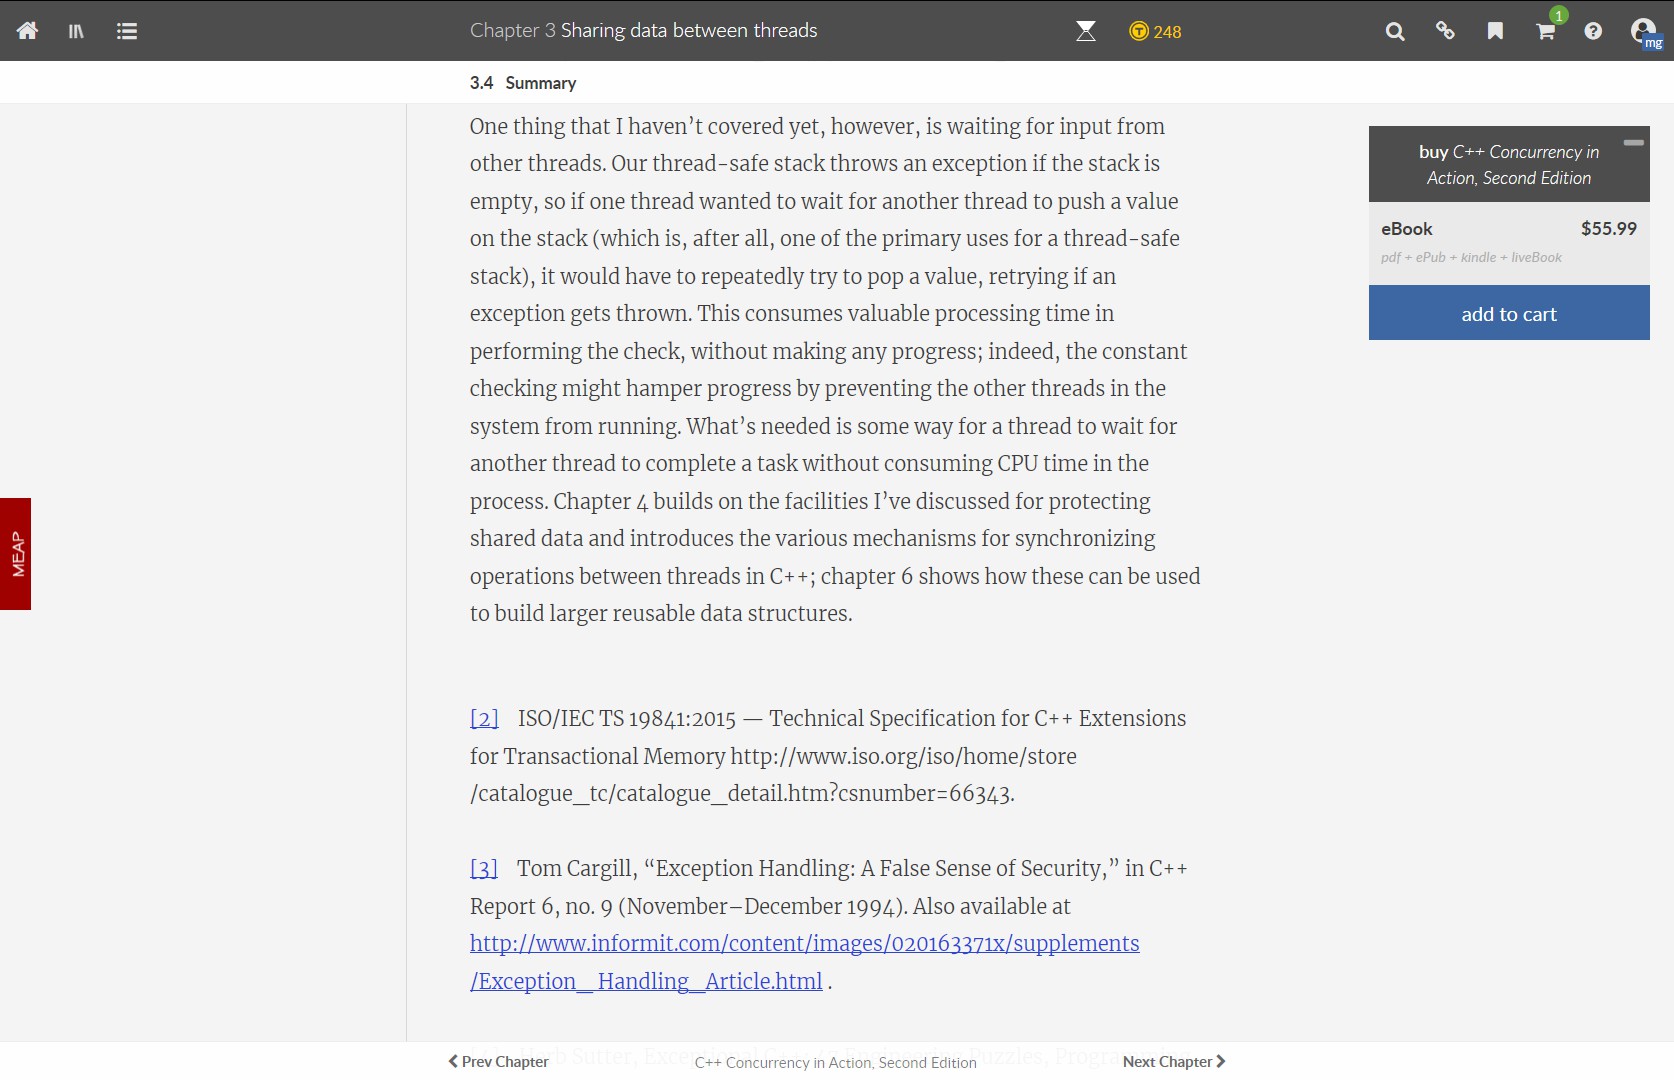 Chapter 3 Sharing data between threads
248
1
mg
3.4 Summary
One thing that I haven’t covered yet, however, is waiting for input from
other threads. Our thread-safe stack throws an exception if the stack is
empty, so if one thread wanted to wait for another thread to push a value
on the stack (which is, after all, one of the primary uses for a thread-safe
stack), it would have to repeatedly try to pop a value, retrying if an
exception gets thrown. This consumes valuable processing time in
performing the check, without making any progress; indeed, the constant
checking might hamper progress by preventing the other threads in the
system from running. What’s needed is some way for a thread to wait for
another thread to complete a task without consuming CPU time in the
process. Chapter 4 builds on the facilities I’ve discussed for protecting
shared data and introduces the various mechanisms for synchronizing
operations between threads in C++; chapter 6 shows how these can be used
to build larger reusable data structures.
[2] ISO/IEC TS 19841:2015 — Technical Specification for C++ Extensions
for Transactional Memory http://www.iso.org/iso/home/store
/catalogue_tc/catalogue_detail.htm?csnumber=66343.
[3] Tom Cargill, “Exception Handling: A False Sense of Security,” in C++
Report 6, no. 9 (November–December 1994). Also available at
http://www.informit.com/content/images/020163371x/supplements
/Exception_Handling_Article.html .
buy C++ Concurrency in
Action, Second Edition
eBook $55.99
pdf + ePub + kindle + liveBook
add to cart
MEAP
Prev Chapter
C++ Concurrency in Action, Second Edition
Next Chapter